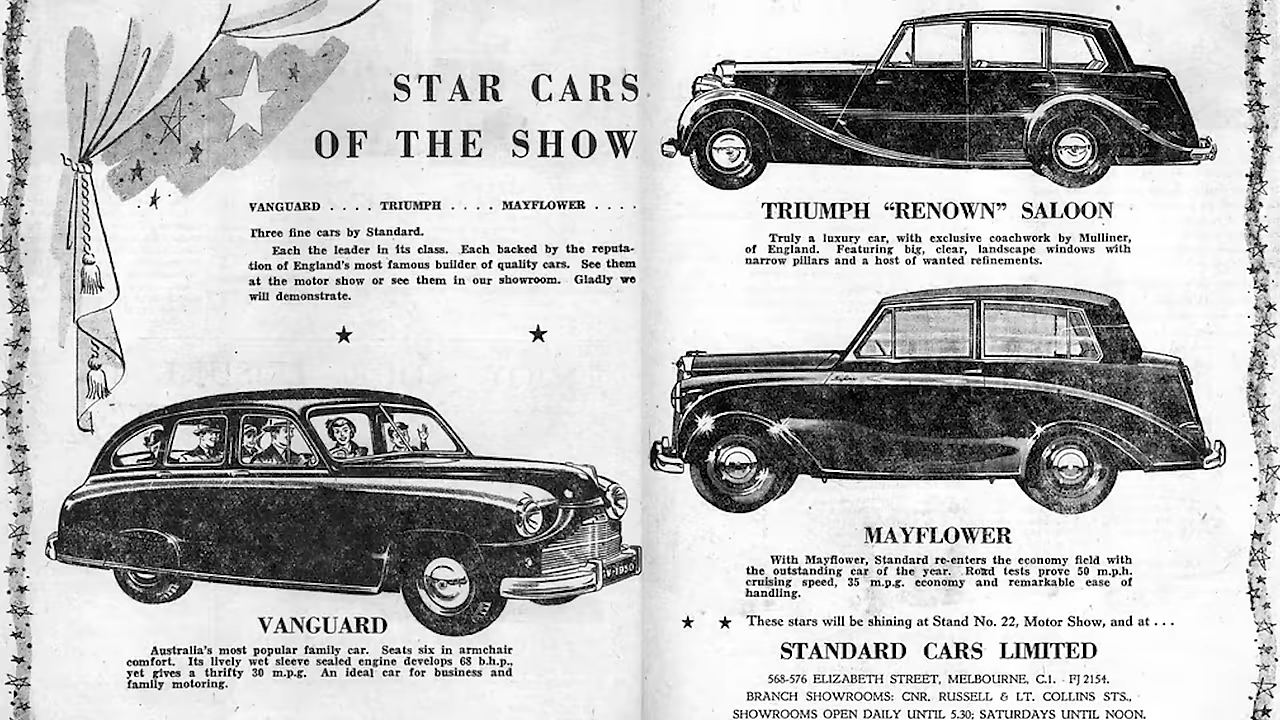 STAR CARS
OF THE SHOW
VANGUARD . . . . TRIUMPH . . . . MAYFLOWER . . . .
Three fine cars by Standard.
Each the leader in its class. Each backed by the reputa-
tion of England's most famous builder of quality cars. See them
at the motor show or see them in our showroom. Gladly we
will demonstrate.
V-1950
VANGUARD
Australia's most popular family car. Seats six in armchair
comfort. Its lively wet sleeve sealed engine develops 68 b.h.p.,
yet gives a thrifty 30 m.p.g. An ideal car for business and
family motoring.
TRIUMPH "RENOWN" SALOON
Truly a luxury car, with exclusive coachwork by Mulliner,
of England. Featuring big, clear, landscape windows with
narrow pillars and a host of wanted refinements.
MAYFLOWER
With Mayflower, Standard re-enters the economy field with
the outstanding car of the year. Road tests prove 50 m.p.h.
cruising speed, 35 m.p.g. economy and remarkable ease of
handling.
These stars will be shining at Stand No. 22, Motor Show, and at . . .
STANDARD CARS LIMITED
568-576 ELIZABETH STREET, MELBOURNE, C.1. FJ 2154.
BRANCH SHOWROOMS: CNR. RUSSELL & LT. COLLINS STS.,
SHOWROOMS OPEN DAILY UNTIL 5.30; SATURDAYS UNTIL NOON.